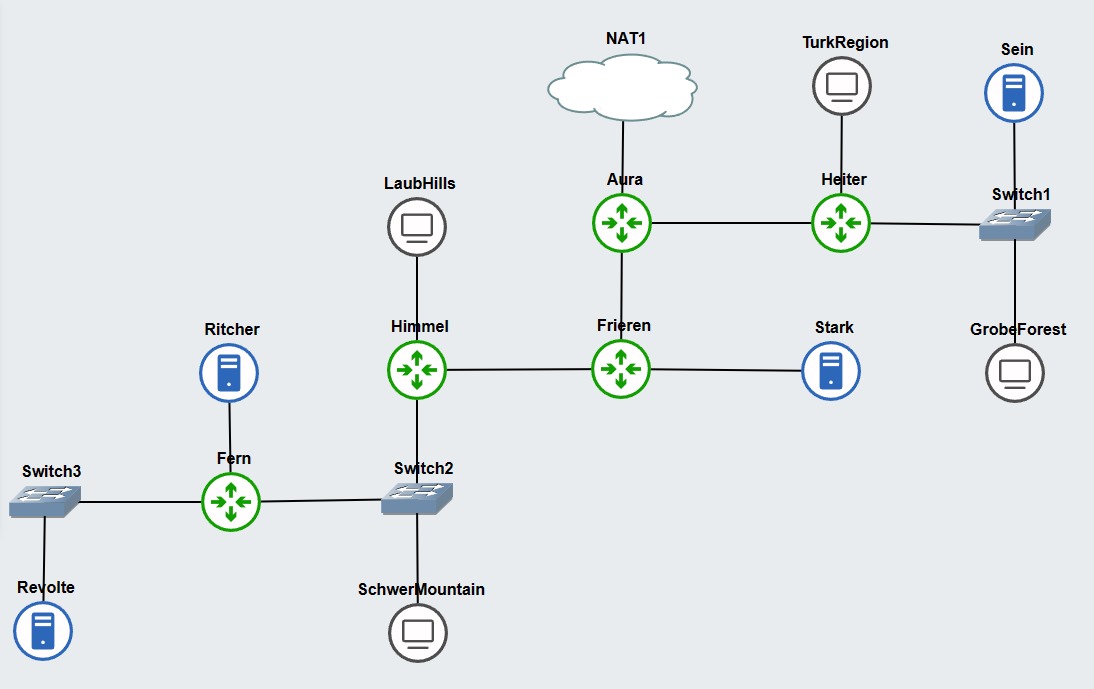 NAT1
TurkRegion
Sein
LaubHills
Aura
Heiter
Switch1
Ritcher
Himmel
Frieren
Stark
GrobeForest
Switch3
Fern
Switch2
Revolte
SchwerMountain